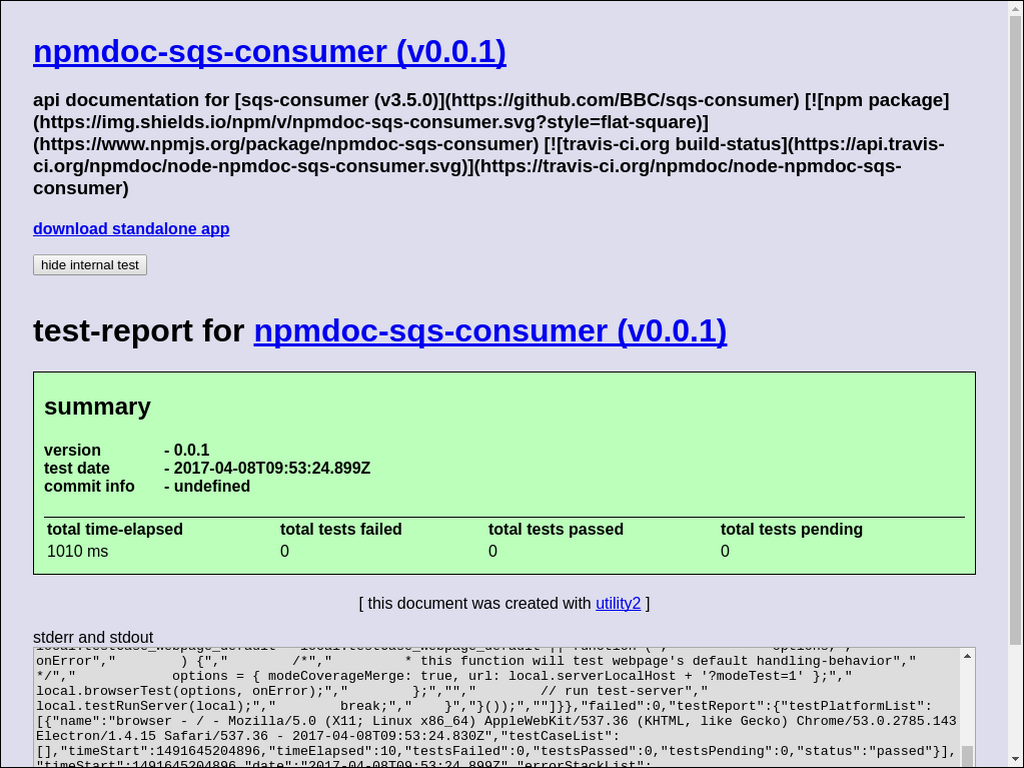 npmdoc-sqs-consumer (v0.0.1)
api documentation for [sqs-consumer (v3.5.0)](https://github.com/BBC/sqs-consumer) [![npm package]
(https://img.shields.io/npm/v/npmdoc-sqs-consumer.svg?style=flat-square)]
(https://www.npmjs.org/package/npmdoc-sqs-consumer) [![travis-ci.org build-status](https://api.travis-
ci.org/npmdoc/node-npmdoc-sqs-consumer.svg)](https://travis-ci.org/npmdoc/node-npmdoc-sqs-
consumer)
download standalone app
hide internal test
test-report for npmdoc-sqs-consumer (v0.0.1)
summary
version - 0.0.1
test date - 2017-04-08T09:53:24.899Z
commit info - undefined
total time-elapsed total tests failed total tests passed total tests pending
1010 ms 0 0 0
[ this document was created with utility2 ]
stderr and stdout
local.testCase_webpage_default = local.testCase_webpage_default || function (","             options,","
onError","        ) {","        /*","         * this function will test webpage's default handling-behavior","
*/","         options = { modeCoverageMerge: true, url: local.serverLocalHost + '?modeTest=1' };","
local.browserTest(options, onError);","        };","","        // run test-server","
local.testRunServer(local);","        break;","    }","}());",""]}},"failed":0,"testReport":{"testPlatformList":
[{"name":"browser - / - Mozilla/5.0 (X11; Linux x86_64) AppleWebKit/537.36 (KHTML, like Gecko) Chrome/53.0.2785.143
Electron/1.4.15 Safari/537.36 - 2017-04-08T09:53:24.830Z","testCaseList":
[],"timeStart":1491645204896,"timeElapsed":10,"testsFailed":0,"testsPassed":0,"testsPending":0,"status":"passed"}],
"timeStart":1491645204896,"date":"2017-04-08T09:53:24.899Z","errorStackList":